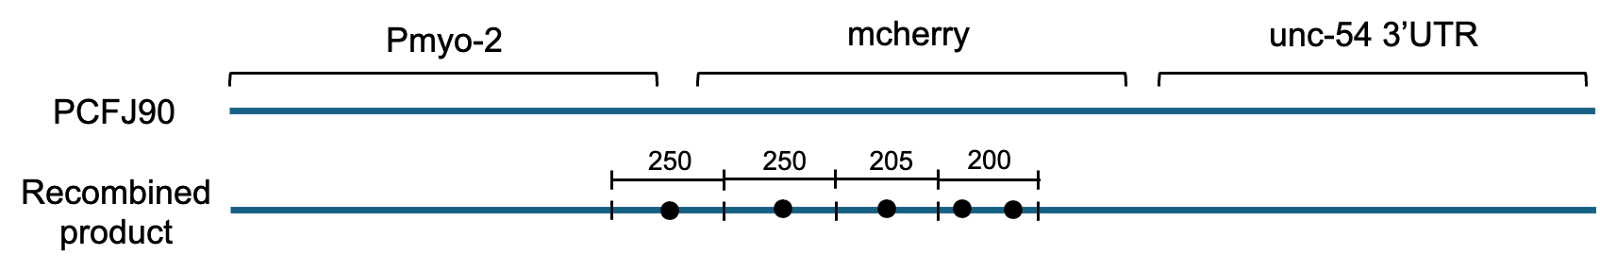 Pmyo-2
mcherry
unc-54 3’UTR
PCFJ90
250
250
205
200
Recombined
product